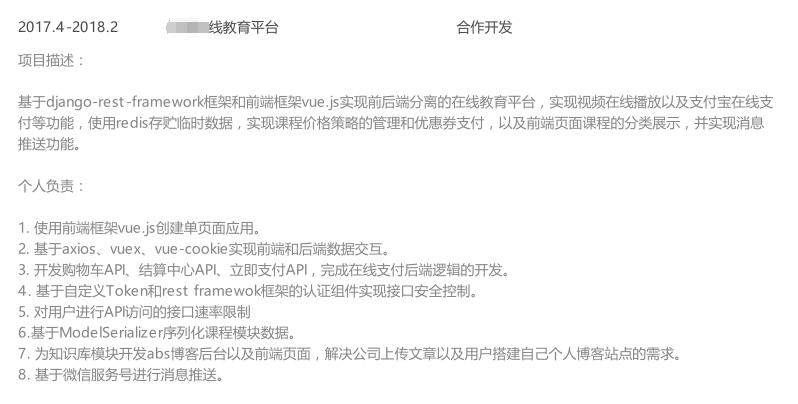 2017.4-2018.2 线教育平台 合作开发
项目描述：
基于django-rest-framework框架和前端框架vue.js实现前后端分离的在线教育平台，实现视频在线播放以及支付宝在线支
付等功能，使用redis存贮临时数据，实现课程价格策略的管理和优惠券支付，以及前端页面课程的分类展示，并实现消息
推送功能。
个人负责：
1. 使用前端框架vue.js创建单页面应用。
2. 基于axios、vuex、vue-cookie实现前端和后端数据交互。
3. 开发购物车API、结算中心API、立即支付API，完成在线支付后端逻辑的开发。
4. 基于自定义Token和rest framewok框架的认证组件实现接口安全控制。
5. 对用户进行API访问的接口速率限制
6.基于ModelSerializer序列化课程模块数据。
7. 为知识库模块开发abs博客后台以及前端页面，解决公司上传文章以及用户搭建自己个人博客站点的需求。
8. 基于微信服务号进行消息推送。